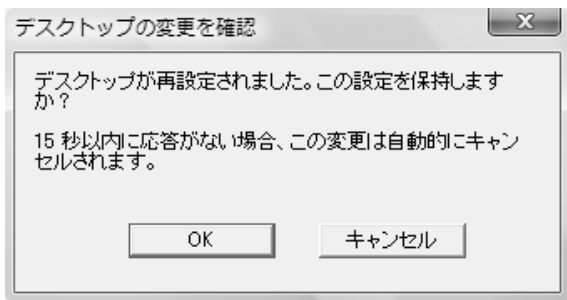 デスクトップの変更を確認
デスクトップが再設定されました。この設定を保持します
か？
15 秒以内に応答がない場合、この変更は自動的にキャン
セルされます。
OK
キャンセル